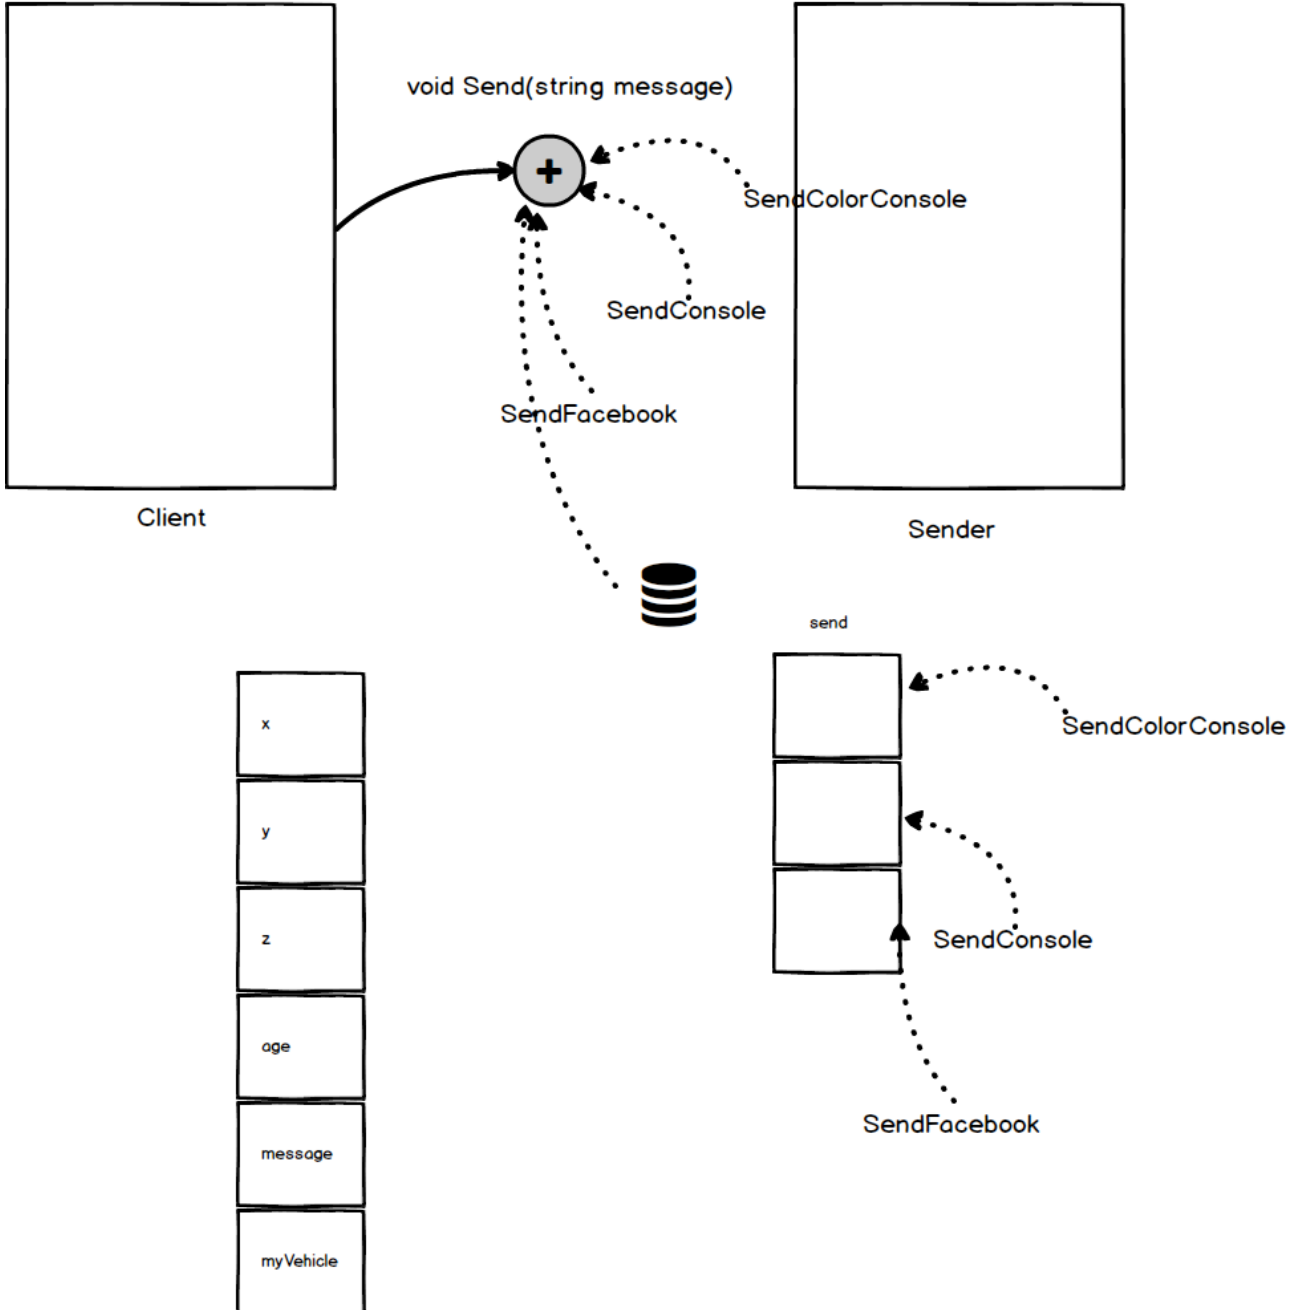 void Send(string message)
SendColorConsole
SendConsole
SendFacebook
Client
Sender
send
SendColorConsole
SendConsole
SendFacebook
x
y
z
age
message
myVehicle